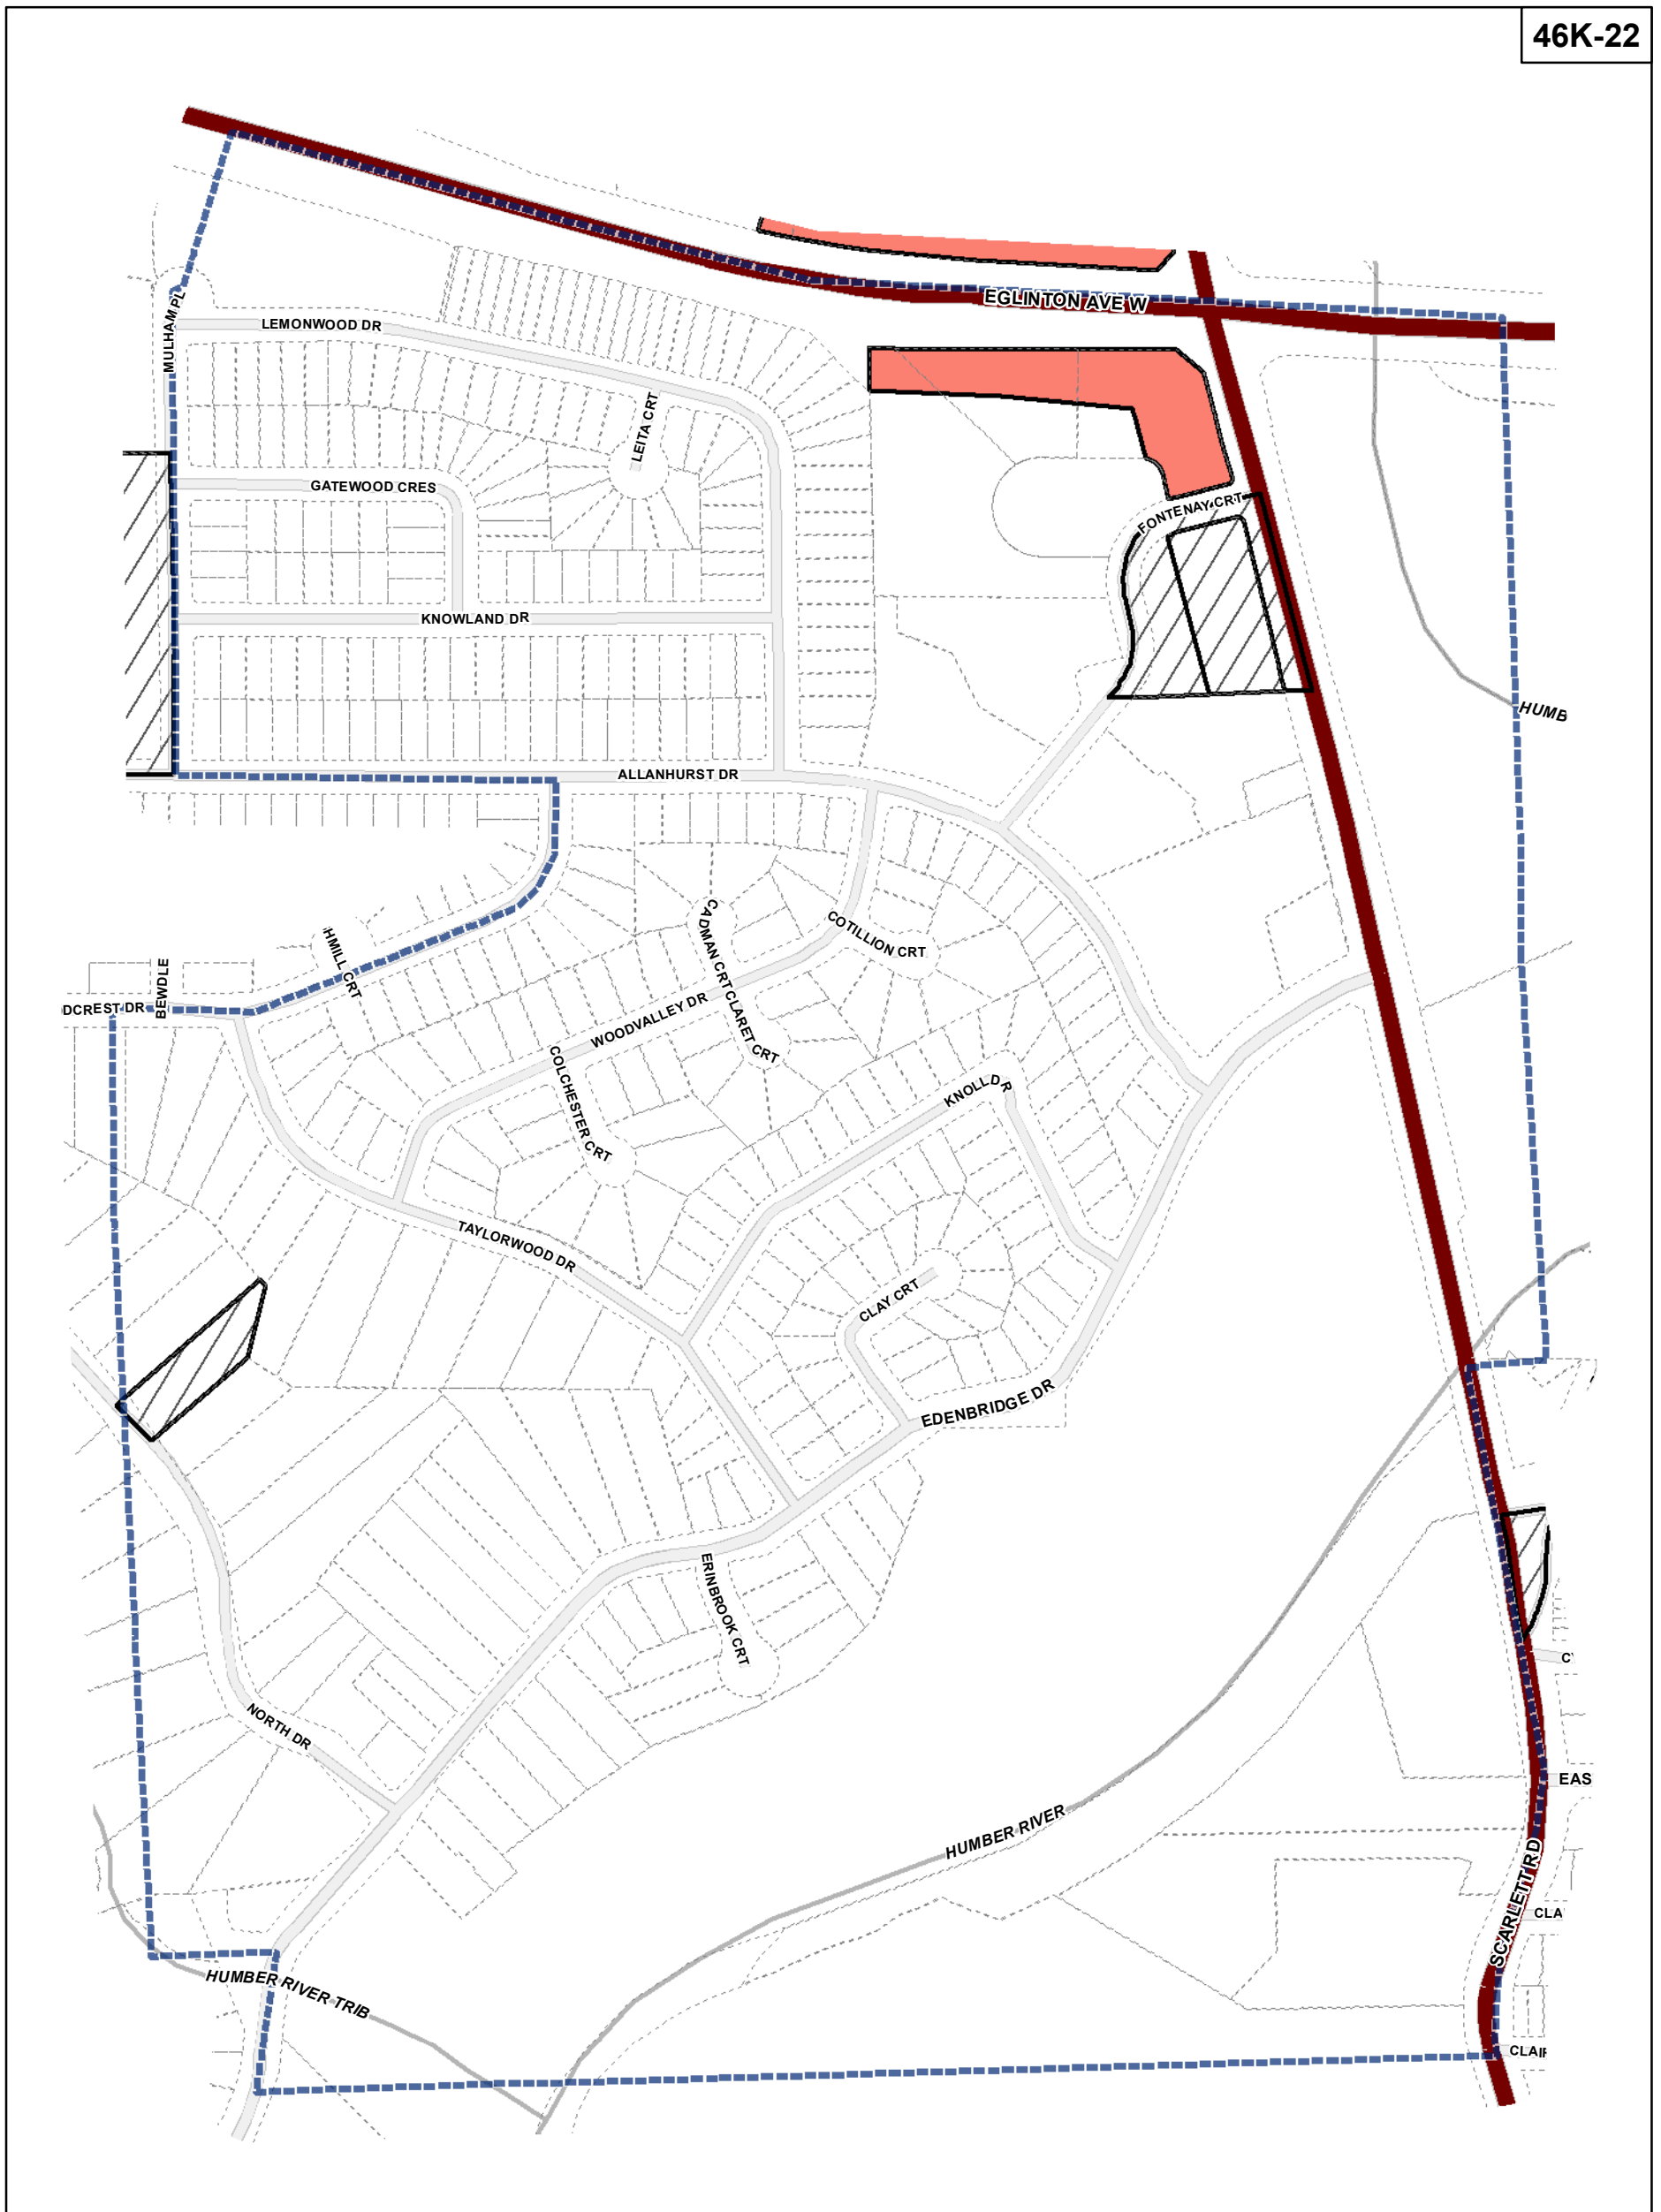 46K-22
EGLINTON AVE W
MULHAM PL
LEMONWOOD DR
LEITA CRT
GATEWOOD CRES
FONTENAY CRT
KNOWLAND DR
HUMB
ALLANHURST DR
CADMAN CRT
COTILLION CRT
HMILL CRT
BEWDLE
DCREST DR
WOODVALLEY DR
CLARET CRT
COLCHESTER CRT
KNOLL DR
TAYLORWOOD DR
CLAY CRT
EDENBRIDGE DR
ERINBROOK CRT
NORTH DR
EAS
HUMBER RIVER
SCARLETT RD
CLA
HUMBER RIVER TRIB
CLAIR